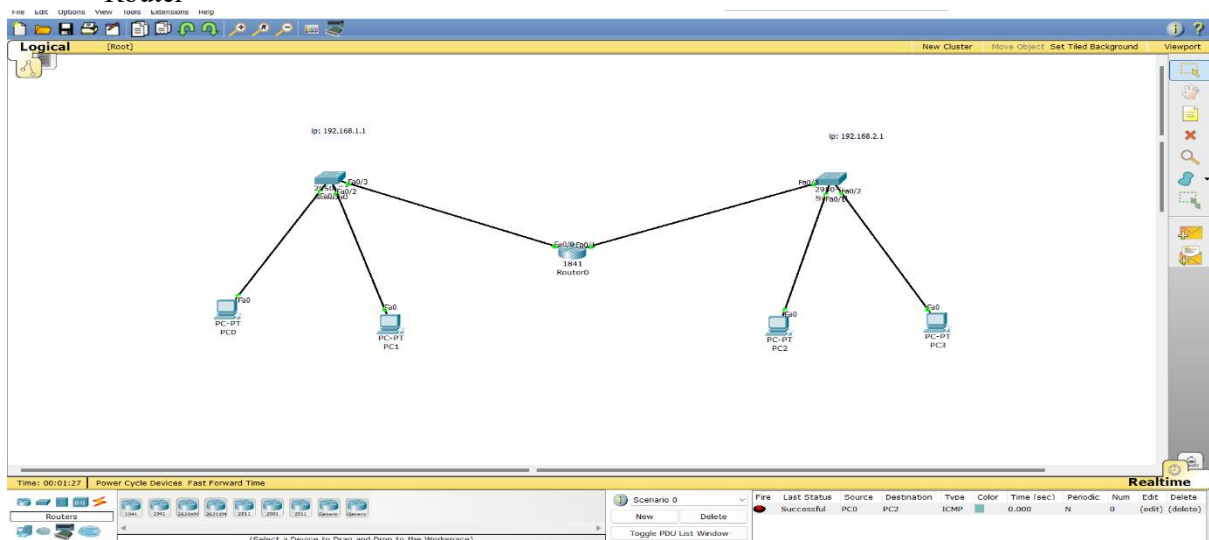 Router
File Edit Options View Tools Extensions Help
Logical [Root] New Cluster Move Object Set Tiled Background Viewport
ip: 192.168.1.1
ip: 192.168.2.1
Fa0/3
Fa0/2
Fa0/2
Fa0/1
Fa0/0 Fa0/1
1841
Router0
Fa0
PC-PT
PC0
Fa0
PC-PT
PC1
Fa0
PC-PT
PC2
Fa0
PC-PT
PC3
Time: 00:01:27 Power Cycle Devices Fast Forward Time Realtime
Routers
1841 1941 2620XM 2621XM 2811 2901 2911 Generic Generic
(Select a Device to Drag and Drop to the Workspace)
Scenario 0
New Delete
Toggle PDU List Window
Fire Last Status Source Destination Type Color Time (sec) Periodic Num Edit Delete
Successful PC0 PC2 ICMP 0.000 N 0 (edit) (delete)